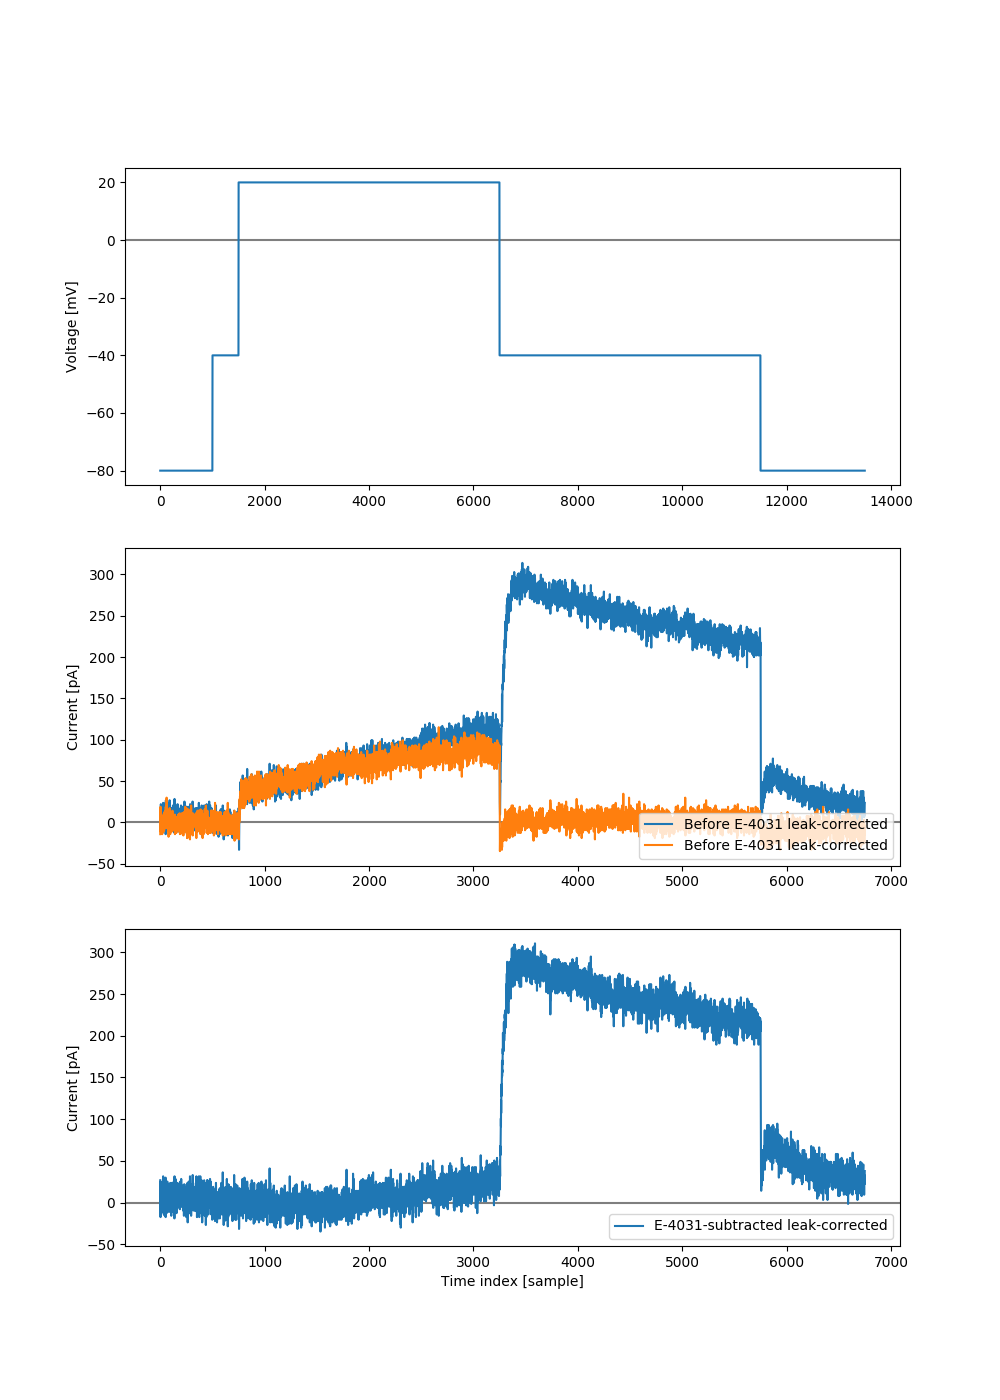 20
0
−20
−40
−60
−80
Voltage [mV]
0 2000 4000 6000 8000 10000 12000 14000
300
250
200
150
100
50
0
−50
Current [pA]
Before E-4031 leak-corrected
Before E-4031 leak-corrected
0 1000 2000 3000 4000 5000 6000 7000
300
250
200
150
100
50
0
−50
Current [pA]
E-4031-subtracted leak-corrected
0 1000 2000 3000 4000 5000 6000 7000
Time index [sample]